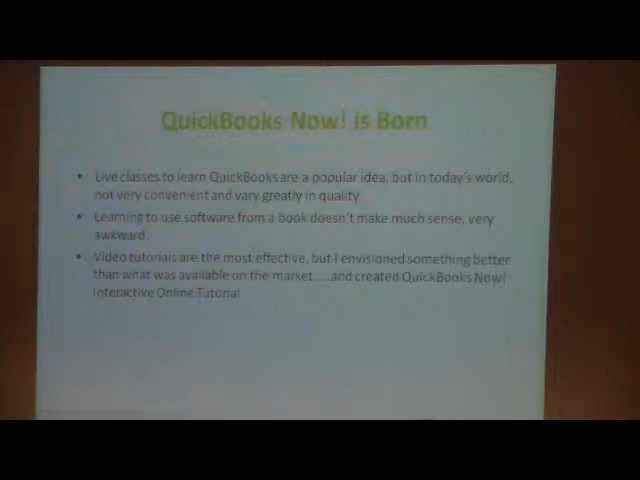 QuickBooks Now! is Born
• Live classes to learn QuickBooks are a popular idea, but in today's world,
not very convenient and vary greatly in quality
• Learning to use software from a book doesn't make much sense, very
awkward.
• Video tutorials are the most effective, but I envisioned something better
than what was available on the market.....and created QuickBooks Now!
Interactive Online Tutorial